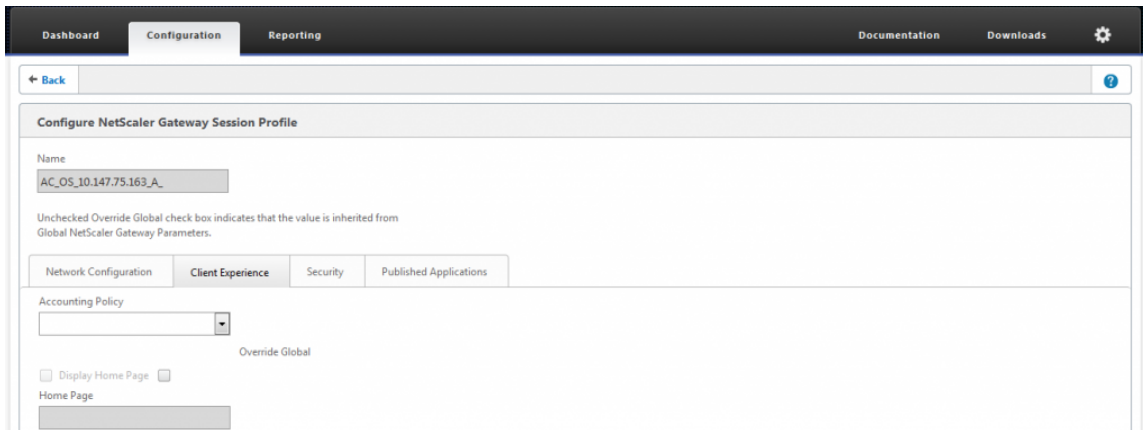 Dashboard Configuration Reporting Documentation Downloads
Back
Configure NetScaler Gateway Session Profile
Name
AC_OS_10.147.75.163_A_
Unchecked Override Global check box indicates that the value is inherited from
Global NetScaler Gateway Parameters.
Network Configuration Client Experience Security Published Applications
Accounting Policy
Override Global
Display Home Page
Home Page